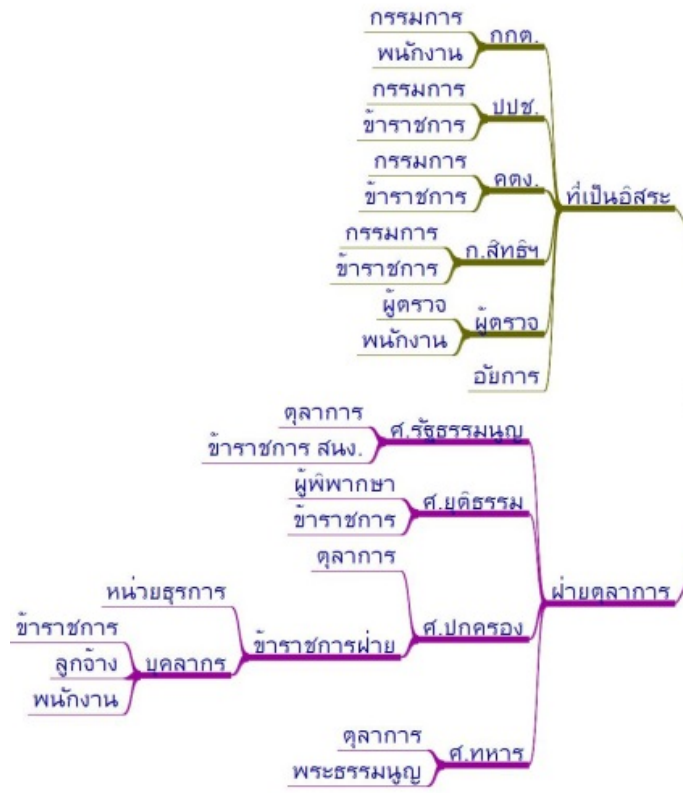 กรรมการ
กกต.
พนักงาน
กรรมการ
ปปช.
ข้าราชการ
กรรมการ
คตง.
ข้าราชการ
ที่เป็นอิสระ
กรรมการ
ก.สิทธิฯ
ข้าราชการ
ผู้ตรวจ
ผู้ตรวจ
พนักงาน
อัยการ
ตุลาการ
ศ.รัฐธรรมนูญ
ข้าราชการ สนง.
ผู้พิพากษา
ศ.ยุติธรรม
ข้าราชการ
ตุลาการ
หน่วยธุรการ
ฝ่ายตุลาการ
ข้าราชการ
ศ.ปกครอง
ข้าราชการฝ่าย
ลูกจ้าง
บุคลากร
พนักงาน
ตุลาการ
ศ.ทหาร
พระธรรมนูญ